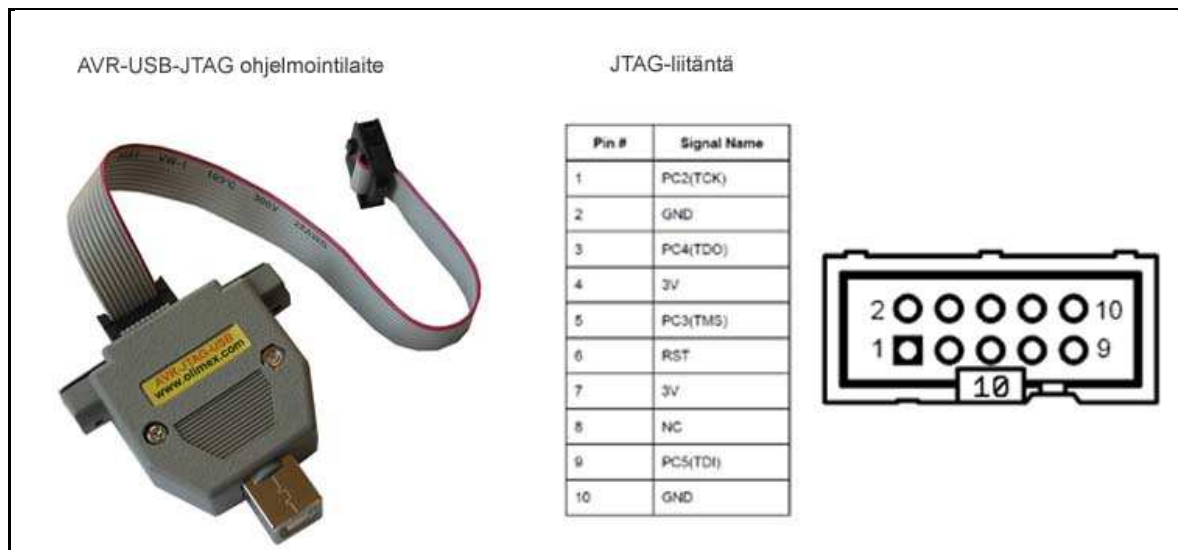 AVR-USB-JTAG ohjelmointilaite
JTAG-liitäntä
Pin # Signal Name
1 PC2(TCK)
2 GND
3 PC4(TDO)
4 3V
5 PC3(TMS)
6 RST
7 3V
8 NC
9 PC5(TDI)
10 GND
VW-1
AVR-JTAG-USB
www.olimex.com
2 10
1 9
10